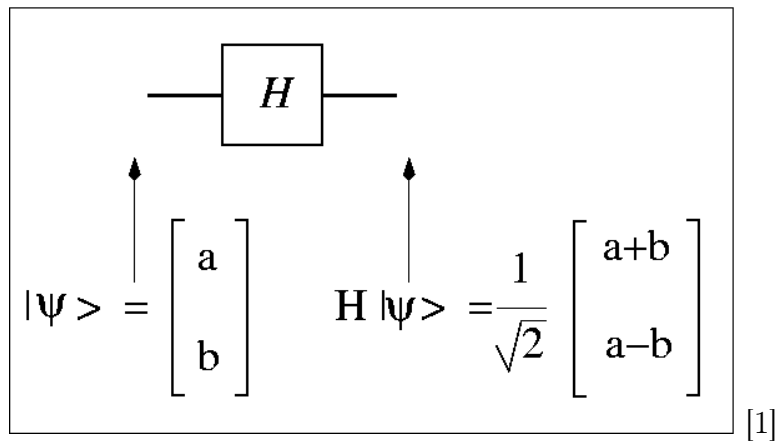 H
|ψ> = [ a b ]
H |ψ> = 1/√2 [ a+b a−b ]
[1]